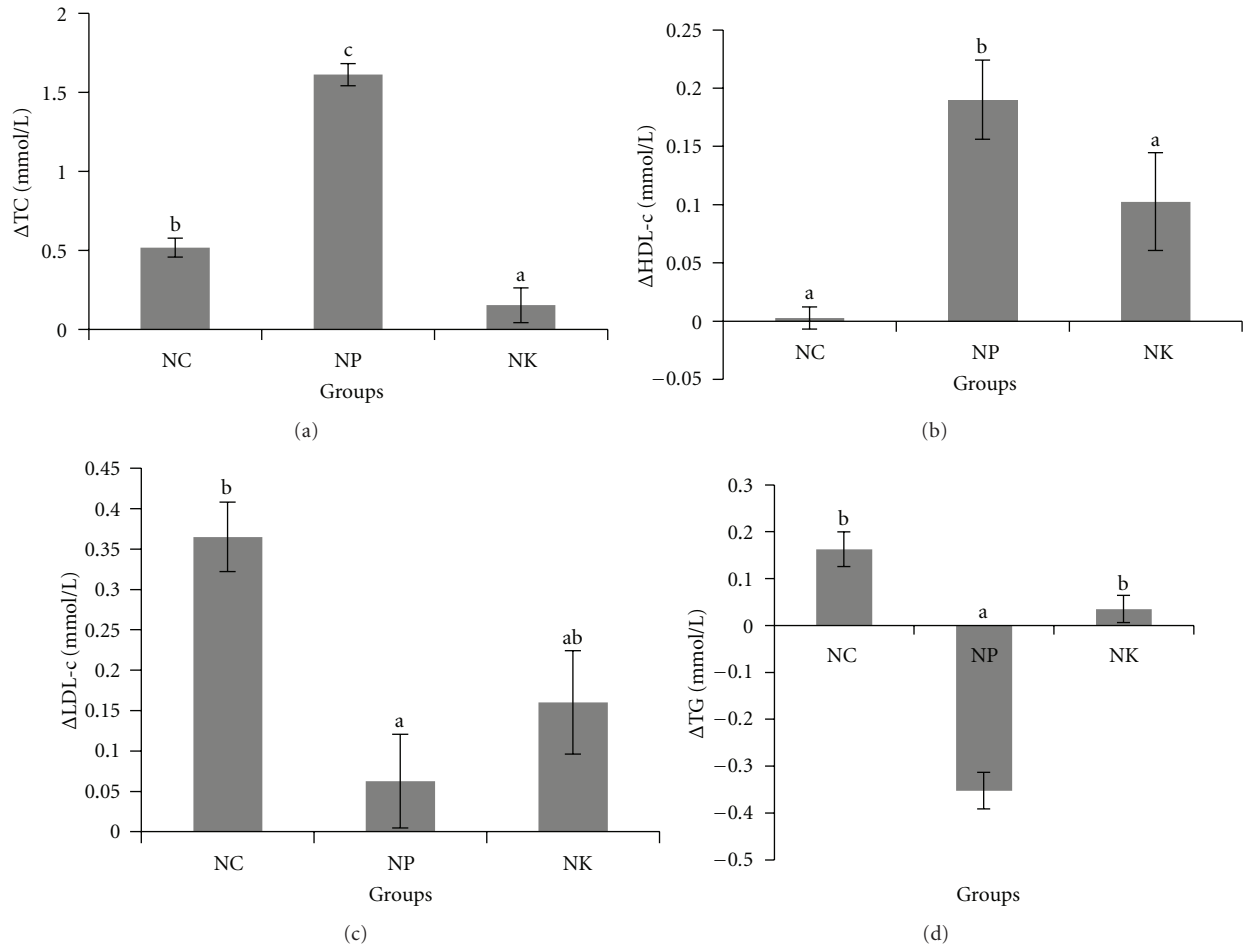 2
1.5
1
0.5
0
ΔTC (mmol/L)
b
c
a
NC NP NK
Groups
(a)
0.25
0.2
0.15
0.1
0.05
0
−0.05
ΔHDL-c (mmol/L)
a
b
a
NC NP NK
Groups
(b)
0.45
0.4
0.35
0.3
0.25
0.2
0.15
0.1
0.05
0
ΔLDL-c (mmol/L)
b
a
ab
NC NP NK
Groups
(c)
0.3
0.2
0.1
0
−0.1
−0.2
−0.3
−0.4
−0.5
ΔTG (mmol/L)
b
a
b
NC NP NK
Groups
(d)